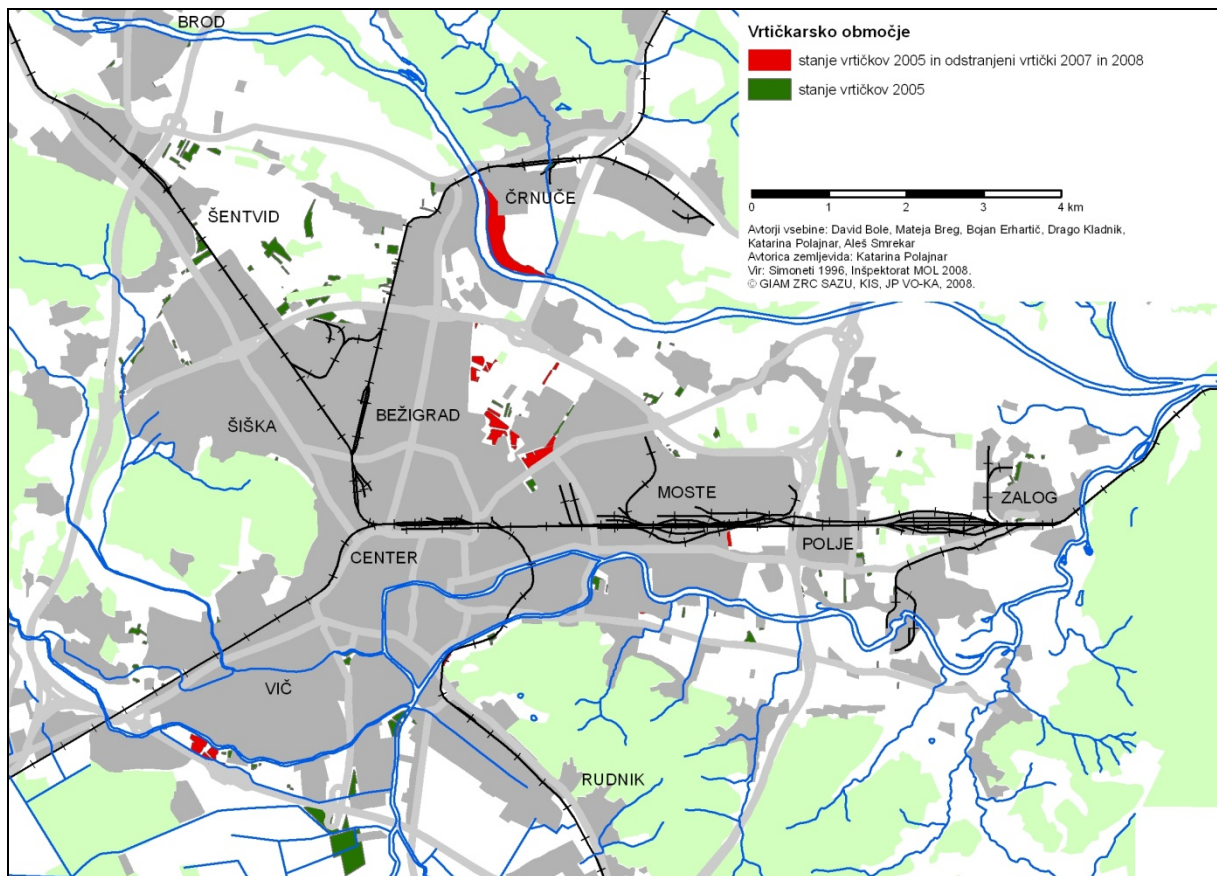 BROD
Vrtičkarsko območje
stanje vrtičkov 2005 in odstranjeni vrtički 2007 in 2008
stanje vrtičkov 2005
0 1 2 3 4 km
Avtorji vsebine: David Bole, Mateja Breg, Bojan Erhartič, Drago Kladnik,
Katarina Polajnar, Aleš Smrekar
Avtorica zemljevida: Katarina Polajnar
Vir: Simoneti 1996, Inšpektorat MOL 2008.
© GIAM ZRC SAZU, KIS, JP VO-KA, 2008.
ČRNUČE
ŠENTVID
BEŽIGRAD
ŠIŠKA
MOSTE
ZALOG
POLJE
CENTER
VIČ
RUDNIK